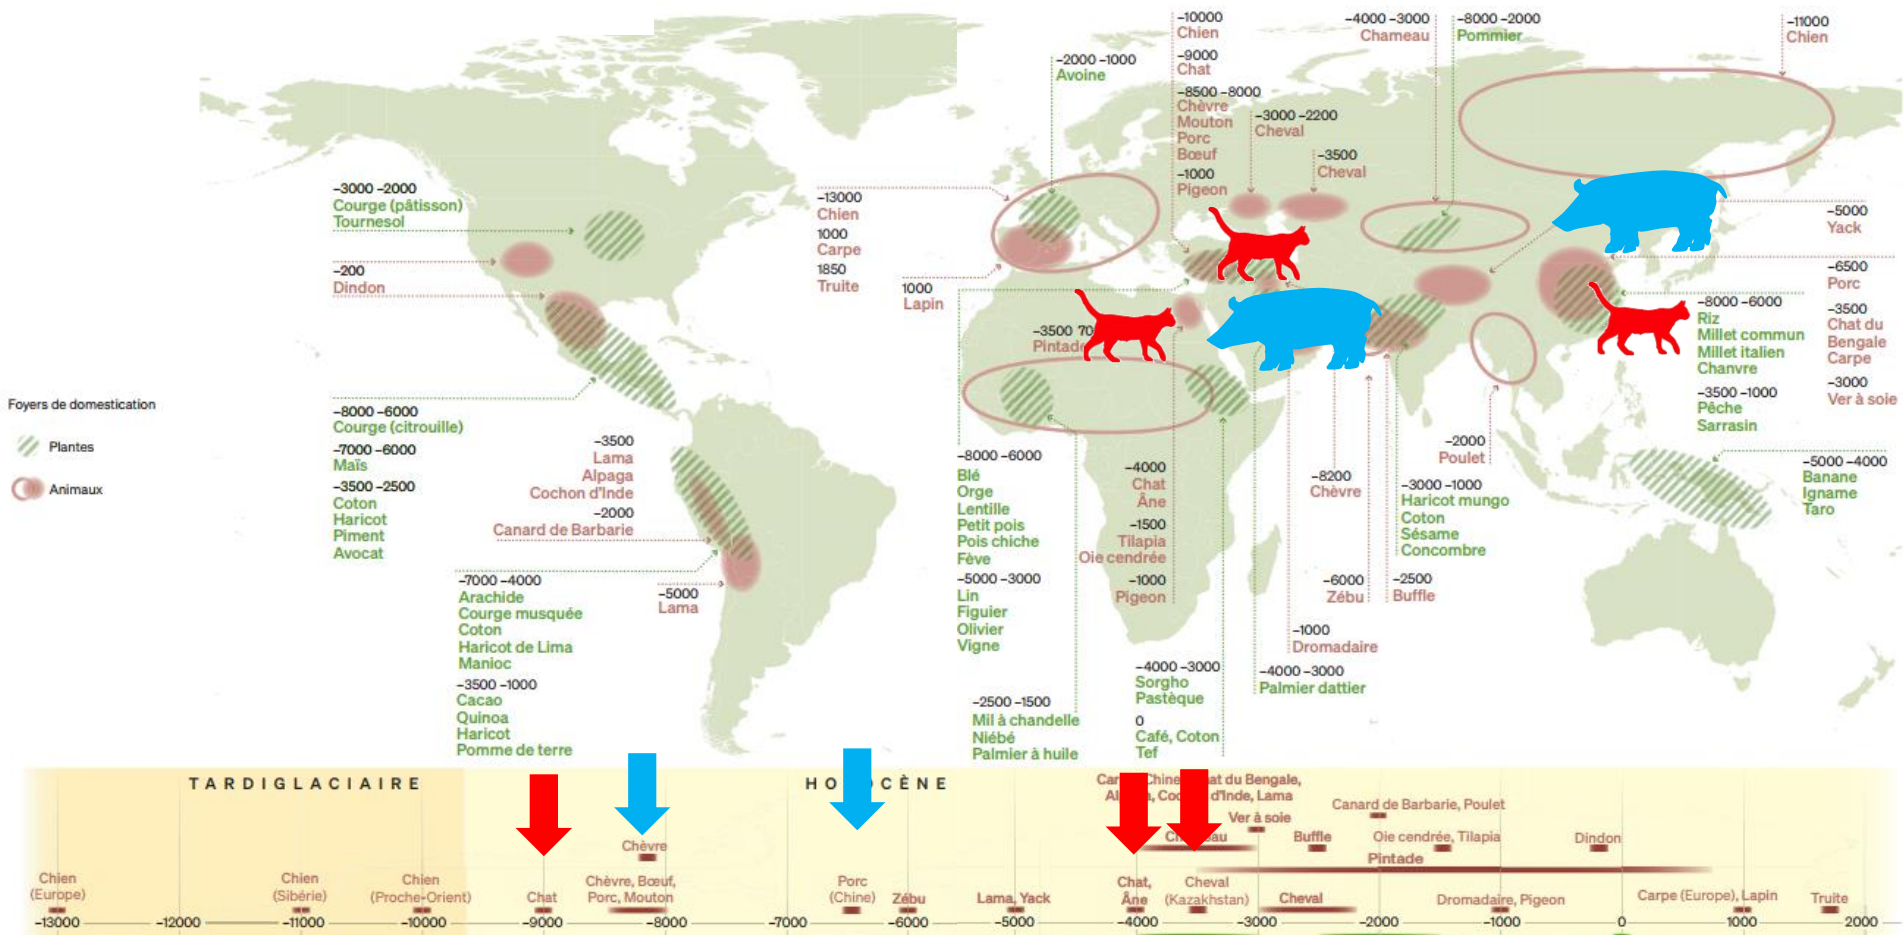 −10000
Chien
−9000
Chat
−8500 −8000
Chèvre
Mouton
Porc
Bœuf
−1000
Pigeon
−4000 −3000
Chameau
−8000 −2000
Pommier
−11000
Chien
−2000 −1000
Avoine
−3000 −2200
Cheval
−3500
Cheval
−3000 −2000
Courge (pâtisson)
Tournesol
−200
Dindon
−13000
Chien
1000
Carpe
1850
Truite
1000
Lapin
−3500 70
Pintade
−5000
Yack
−6500
Porc
−3500
Chat du
Bengale
Carpe
−3000
Ver à soie
−8000 −6000
Riz
Millet commun
Millet italien
Chanvre
−3500 −1000
Pêche
Sarrasin
Foyers de domestication
Plantes
Animaux
−8000 −6000
Courge (citrouille)
−7000 −6000
Maïs
−3500 −2500
Coton
Haricot
Piment
Avocat
−3500
Lama
Alpaga
Cochon d'Inde
−2000
Canard de Barbarie
−7000 −4000
Arachide
Courge musquée
Coton
Haricot de Lima
Manioc
−3500 −1000
Cacao
Quinoa
Haricot
Pomme de terre
−5000
Lama
−8000 −6000
Blé
Orge
Lentille
Petit pois
Pois chiche
Fève
−5000 −3000
Lin
Figuier
Olivier
Vigne
−2500 −1500
Mil à chandelle
Niébé
Palmier à huile
−4000
Chat
Âne
−1500
Tilapia
Oie cendrée
−1000
Pigeon
−4000 −3000
Sorgho
Pastèque
0
Café, Coton
Tef
−8200
Chèvre
−6000
Zébu
−2500
Buffle
−1000
Dromadaire
−4000 −3000
Palmier dattier
−3000 −1000
Haricot mungo
Coton
Sésame
Concombre
−2000
Poulet
−5000 −4000
Banane
Igname
Taro
TARDIGLACIAIRE
Chine
du Bengale,
d'Inde, Lama
Ver à soie
Canard de Barbarie, Poulet
Chèvre
Buffle
Oie cendrée, Tilapia
Dindon
Pintade
Chien
(Europe)
Chien
(Sibérie)
Chien
(Proche-Orient)
Chat
Chèvre, Bœuf,
Porc, Mouton
Porc
(Chine)
Zébu
Lama, Yack
Chat,
Âne
Cheval
(Kazakhstan)
Cheval
Dromadaire, Pigeon
Carpe (Europe), Lapin
Truite
−13000 −12000 −11000 −10000 −9000 −8000 −7000 −6000 −5000 −4000 −3000 −2000 −1000 0 1000 2000